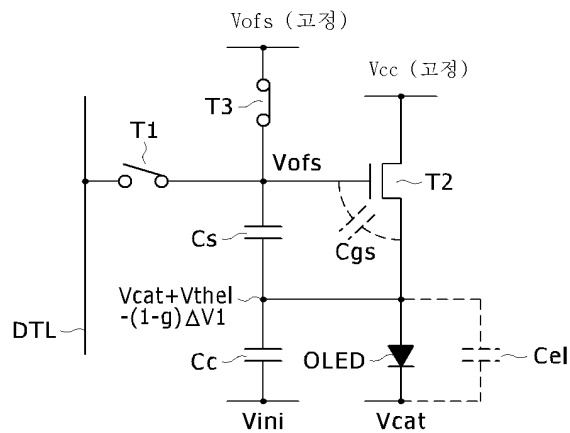 Vofs (고정)
Vcc (고정)
T3
T1
Vofs
T2
Cs
Cgs
Vcat+Vthel
-(1-g)ΔV1
DTL
Cc
OLED
Cel
Vini
Vcat